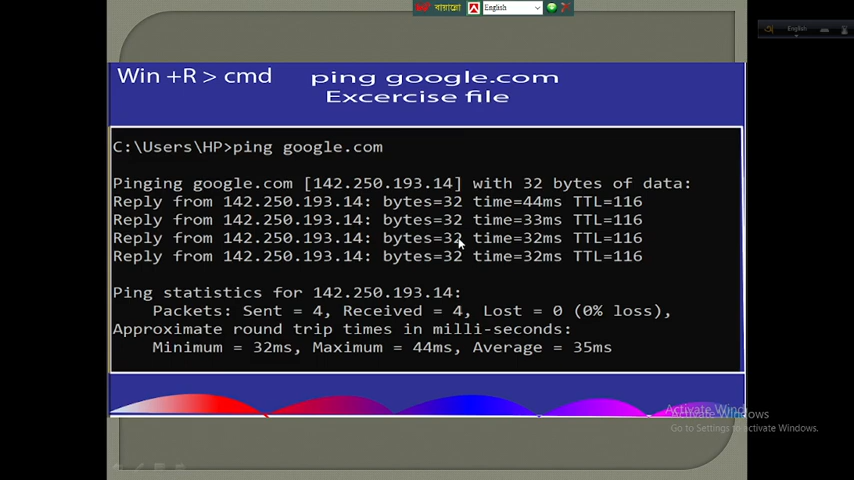 বায়ান্নো English
English
Win +R > cmd ping google.com
Excercise file
C:\Users\HP>ping google.com
Pinging google.com [142.250.193.14] with 32 bytes of data:
Reply from 142.250.193.14: bytes=32 time=44ms TTL=116
Reply from 142.250.193.14: bytes=32 time=33ms TTL=116
Reply from 142.250.193.14: bytes=32 time=32ms TTL=116
Reply from 142.250.193.14: bytes=32 time=32ms TTL=116
Ping statistics for 142.250.193.14:
Packets: Sent = 4, Received = 4, Lost = 0 (0% loss),
Approximate round trip times in milli-seconds:
Minimum = 32ms, Maximum = 44ms, Average = 35ms
Activate Windows
Go to Settings to activate Windows.